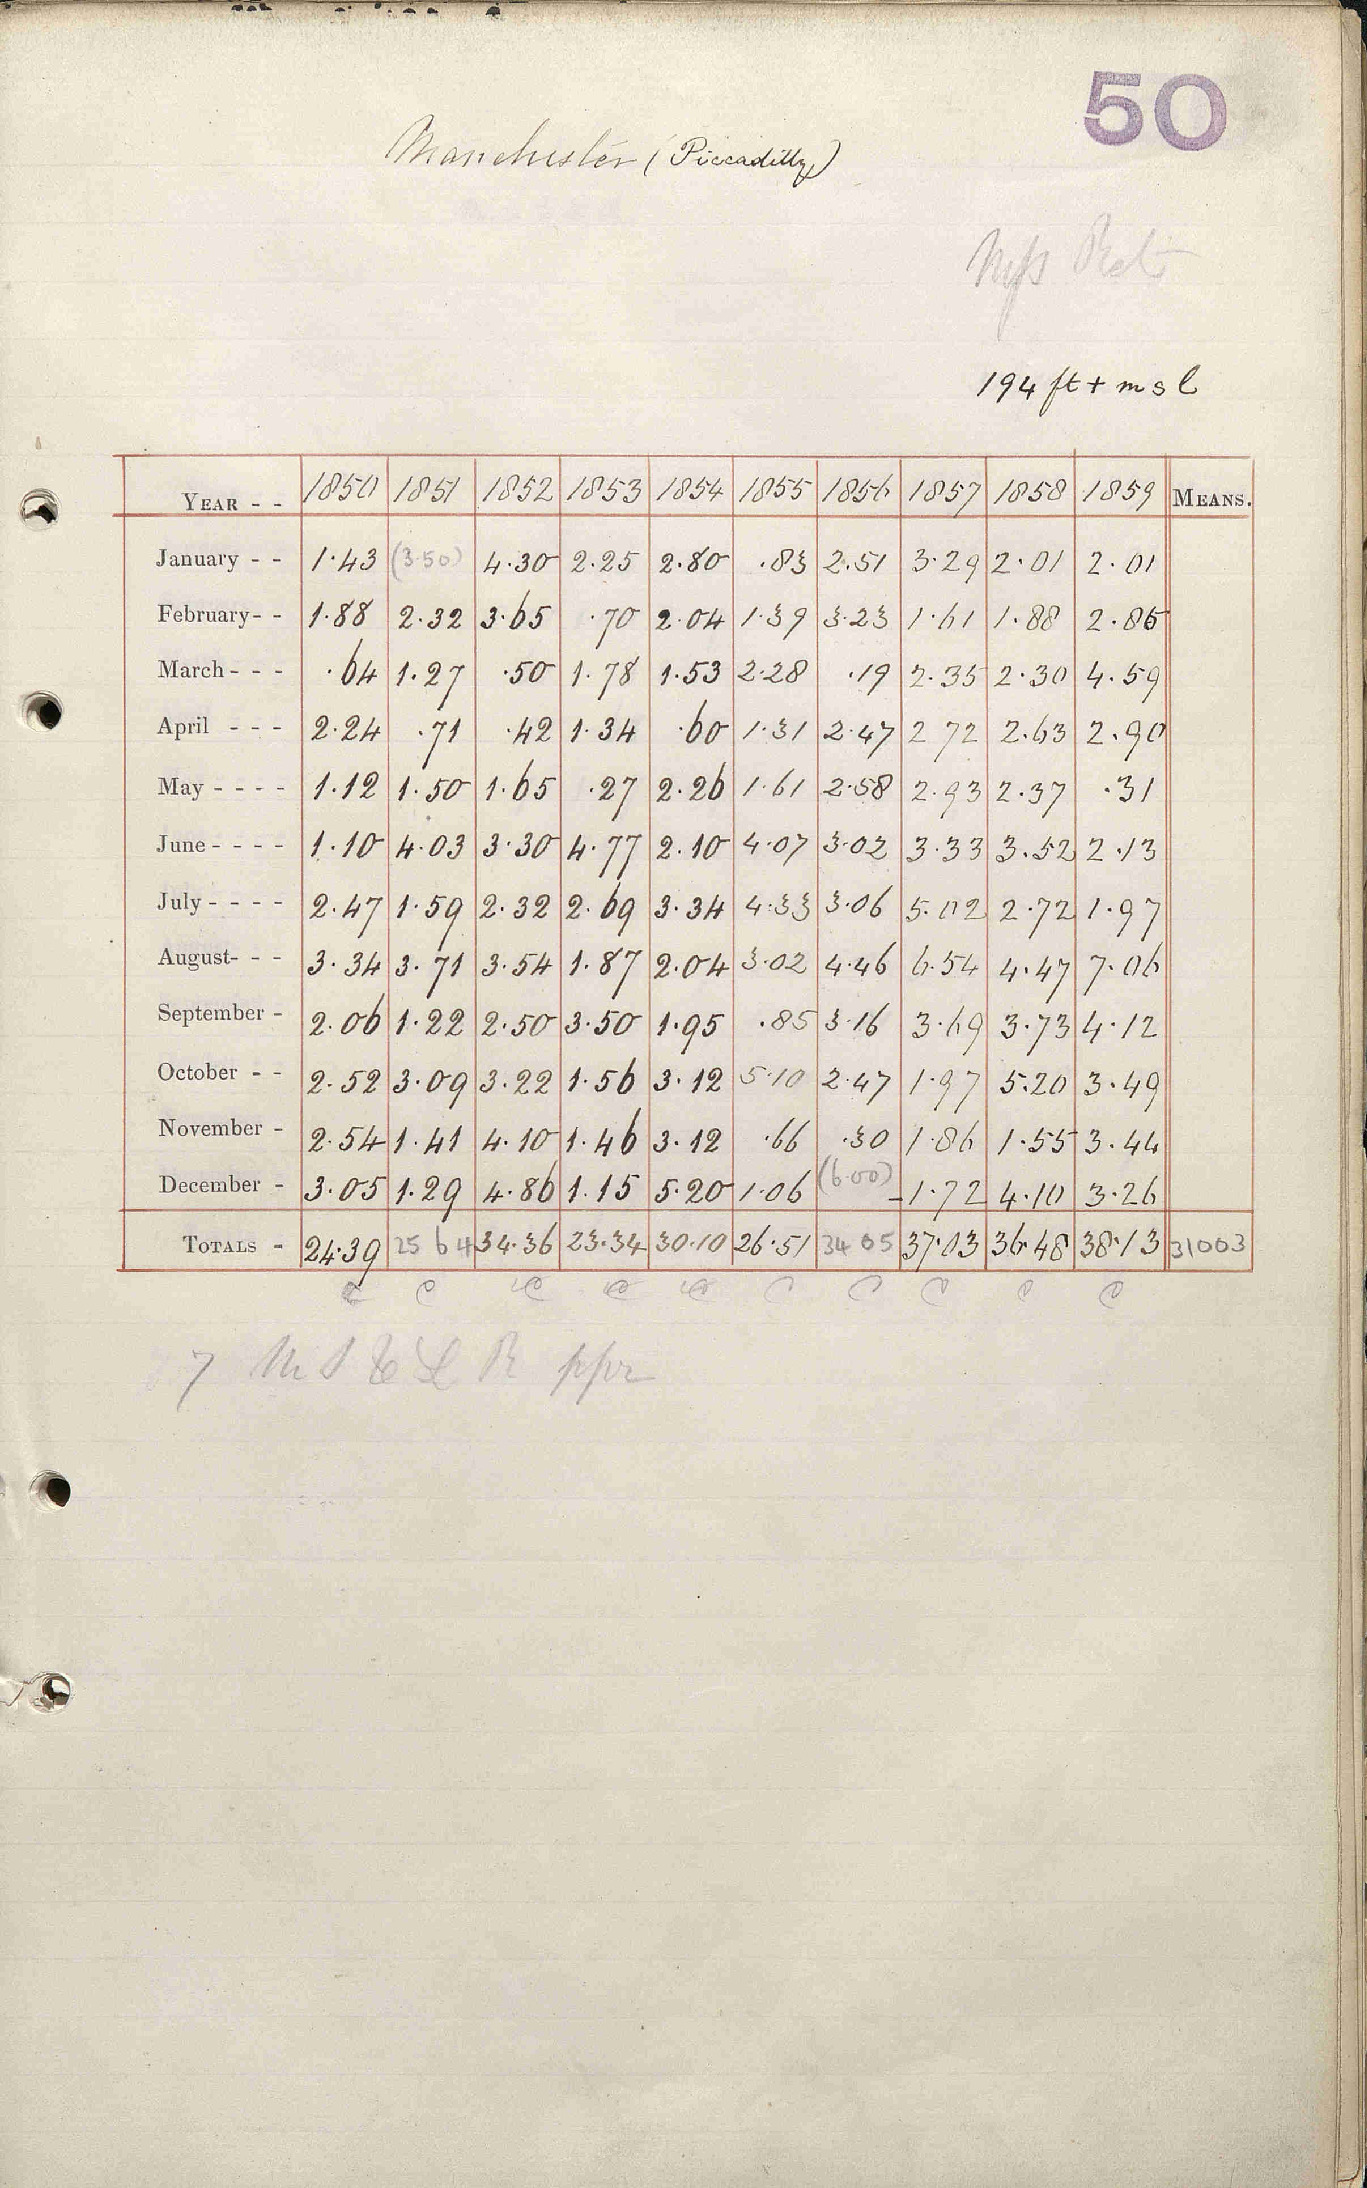 50
Manchester (Piccadilly)
194 ft + m s l
YEAR - - 1850 1851 1852 1853 1854 1855 1856 1857 1858 1859 MEANS.
January - - 1.43 (3.50) 4.30 2.25 2.80 .83 2.51 3.29 2.01 2.01
February - - 1.88 2.32 3.65 .70 2.04 1.39 3.23 1.61 1.88 2.85
March - - - .64 1.27 .50 1.78 1.53 2.28 .19 2.35 2.30 4.59
April - - - 2.24 .71 .42 1.34 .60 1.31 2.47 2 72 2.63 2.90
May - - - - 1.12 1.50 1.65 .27 2.26 1.61 2.58 2.93 2.37 .31
June - - - - 1.10 4.03 3.30 4.77 2.10 4.07 3.02 3.33 3.52 2.13
July - - - - 2.47 1.59 2.32 2.69 3.34 4.33 3.06 5.02 2.72 1.97
August - - - 3.34 3.71 3.54 1.87 2.04 3.02 4.46 6.54 4.47 7.06
September - 2.06 1.22 2.50 3.50 1.95 .85 3.16 3.69 3.73 4.12
October - - 2.52 3.09 3.22 1.56 3.12 5.10 2.47 1.97 5.20 3.49
November - 2.54 1.41 4.10 1.46 3.12 .66 .30 1.86 1.55 3.44
December - 3.05 1.29 4.86 1.15 5.20 1.06 (6.00) 1.72 4.10 3.26
TOTALS - 24.39 25 64 34.36 23.34 30.10 26.51 34 05 37.03 36.48 38.13 31003
C C C C C C C C C C